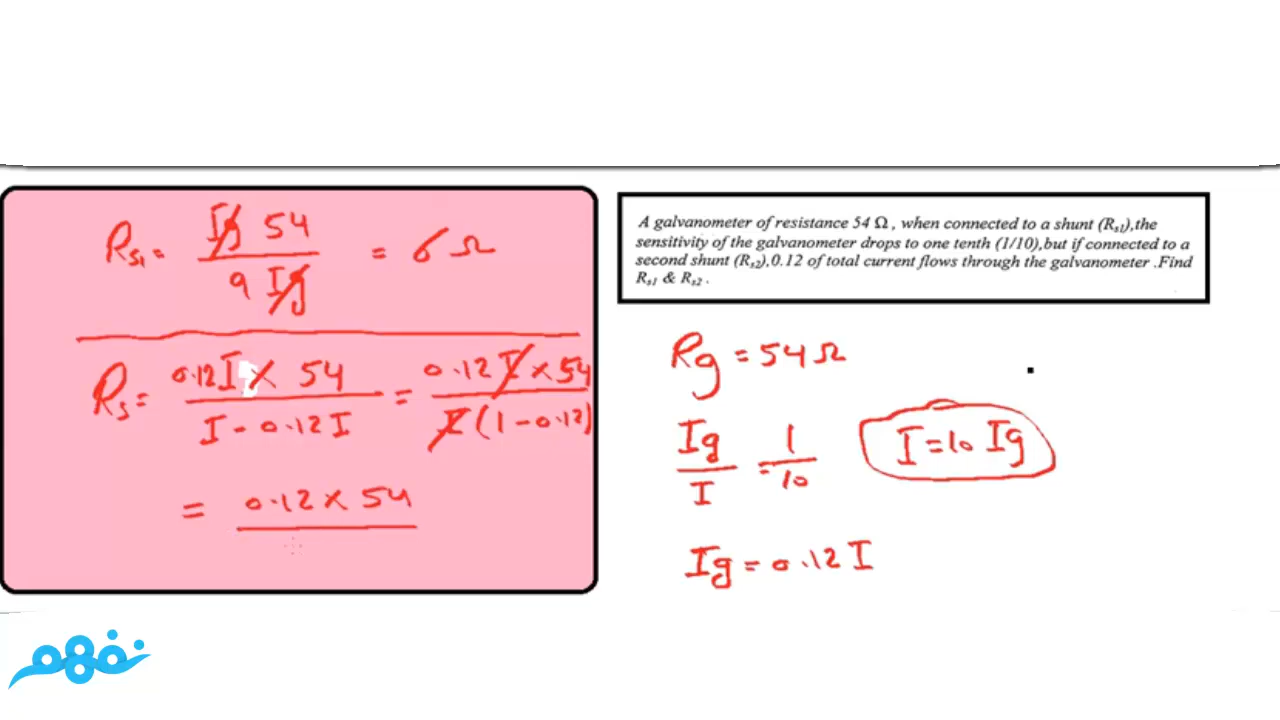 A galvanometer of resistance 54 Ω , when connected to a shunt (Rs1),the
sensitivity of the galvanometer drops to one tenth (1/10),but if connected to a
second shunt (Rs2),0.12 of total current flows through the galvanometer .Find
Rs1 & Rs2 .
Rg = 54 Ω
Ig / I = 1 / 10
I = 10 Ig
Ig = 0.12 I
Rs1 = Ig 54 / 9 Ig = 6 Ω
Rs = 0.12 I × 54 / I - 0.12 I = 0.12 I × 54 / I (1 - 0.12)
= 0.12 × 54
نفهم